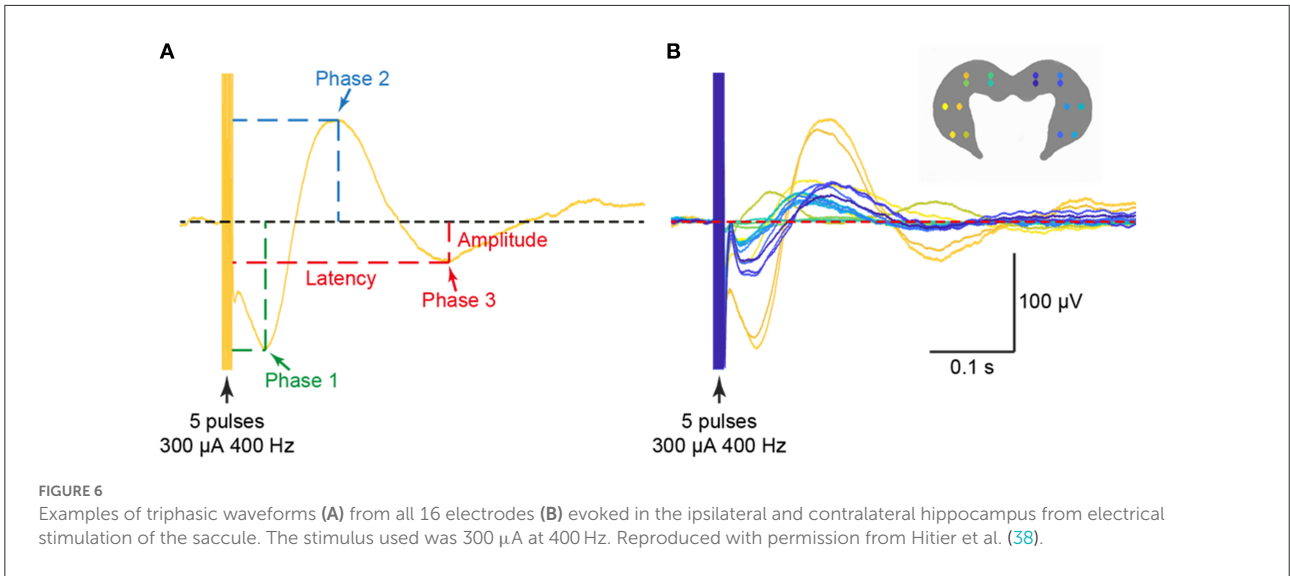 A
Phase 2
Amplitude
Latency
Phase 3
Phase 1
5 pulses
300 µA 400 Hz
B
100 µV
0.1 s
5 pulses
300 µA 400 Hz
FIGURE 6
Examples of triphasic waveforms (A) from all 16 electrodes (B) evoked in the ipsilateral and contralateral hippocampus from electrical
stimulation of the saccule. The stimulus used was 300 µA at 400 Hz. Reproduced with permission from Hitier et al. (38).